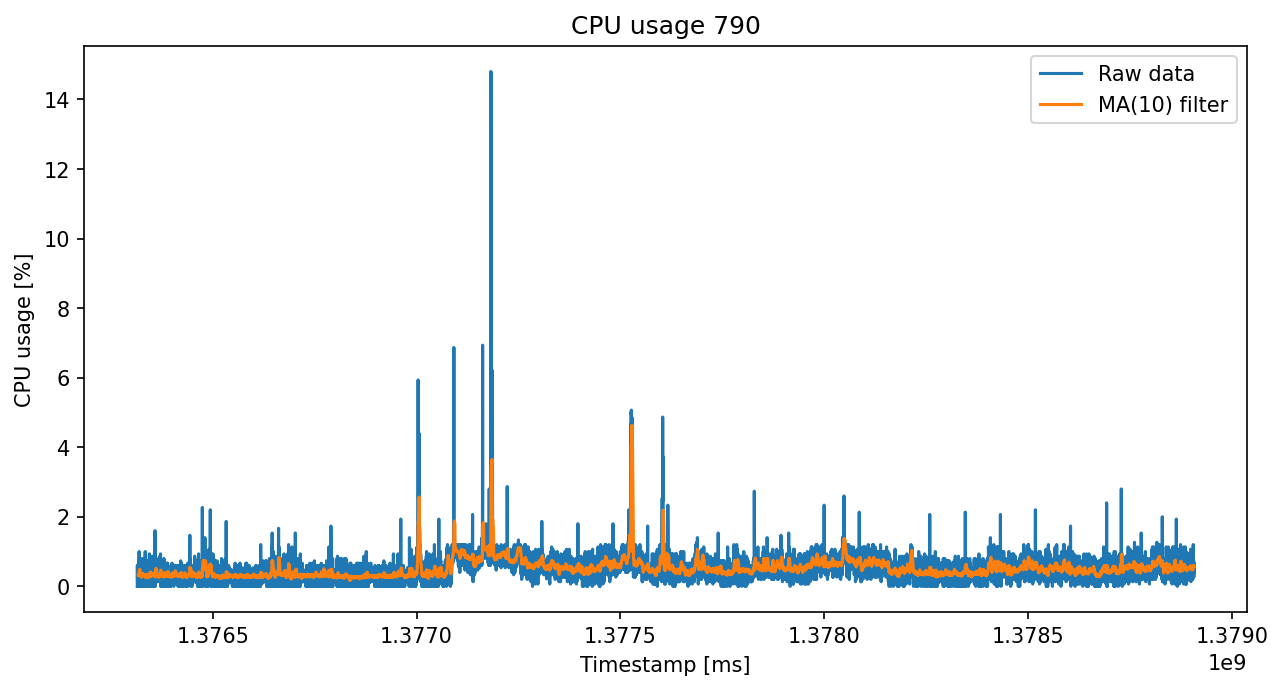 CPU usage 790
Raw data
MA(10) filter
14
12
10
8
6
4
2
0
CPU usage [%]
1.3765
1.3770
1.3775
1.3780
1.3785
1.3790
1e9
Timestamp [ms]